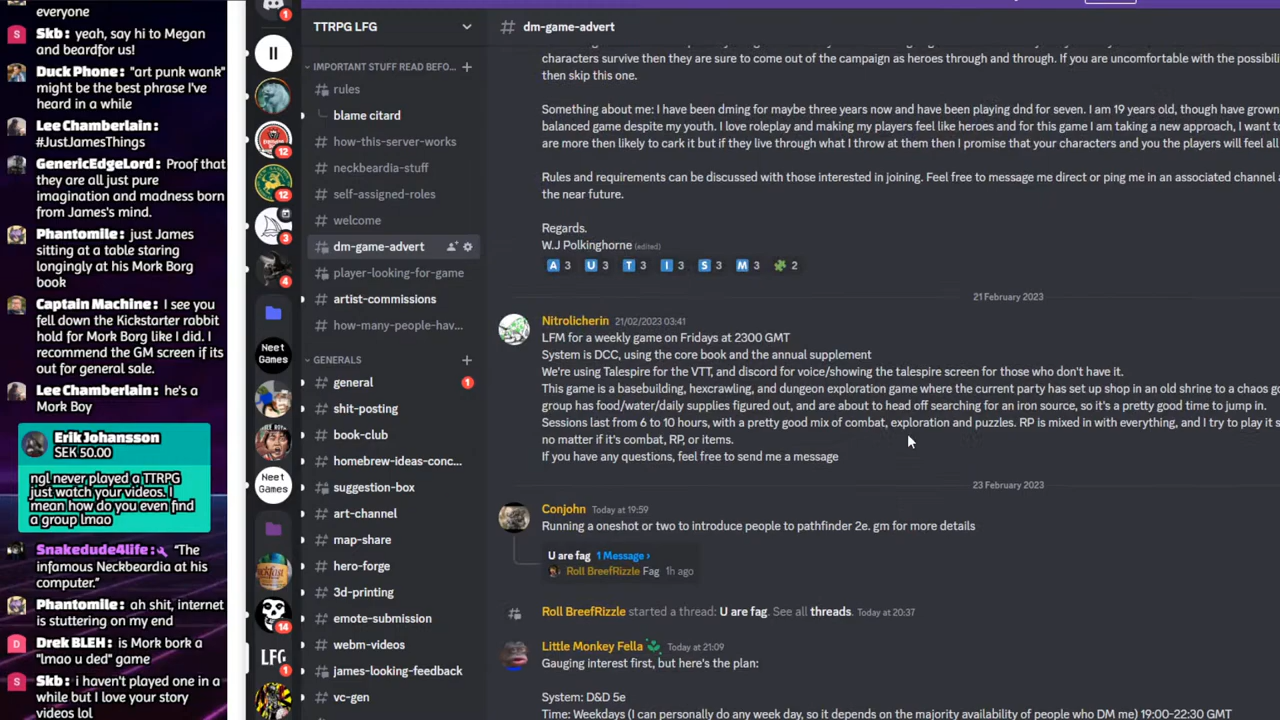 everyone
Skb: yeah, say hi to Megan
and beardfor us!
Duck Phone: "art punk wank"
might be the best phrase I've
heard in a while
Lee Chamberlain:
#JustJamesThings
GenericEdgeLord: Proof that
they are all just pure
imagination and madness born
from James's mind.
Phantomile: just James
sitting at a table staring
longingly at his Mork Borg
book
Captain Machine: I see you
fell down the Kickstarter rabbit
hold for Mork Borg like I did. I
recommend the GM screen if its
out for general sale.
Lee Chamberlain: he's a
Mork Boy
Erik Johansson
SEK 50.00
ngl never played a TTRPG
just watch your videos. I
mean how do you even find
a group lmao
Snakedude4life: "The
infamous Neckbeardia at his
computer."
Phantomile: ah shit, internet
is stuttering on my end
Drek BLEH: is Mork bork a
"lmao u ded" game
Skb: i haven't played one in a
while but I love your story
videos lol
1
12
12
3
4
Neet
Games
Neet
Games
14
LFG
1
TTRPG LFG
IMPORTANT STUFF READ BEFO...
# rules
blame citard
# how-this-server-works
# neckbeardia-stuff
# self-assigned-roles
# welcome
# dm-game-advert
# player-looking-for-game
# artist-commissions
# how-many-people-hav...
GENERALS
# general 1
# shit-posting
# book-club
# homebrew-ideas-conc...
# suggestion-box
# art-channel
# map-share
# hero-forge
# 3d-printing
# emote-submission
# webm-videos
# james-looking-feedback
# vc-gen
# dm-game-advert
characters survive then they are sure to come out of the campaign as heroes through and through. If you are uncomfortable with the possibili
then skip this one.
Something about me: I have been dming for maybe three years now and have been playing dnd for seven. I am 19 years old, though have grown
balanced game despite my youth. I love roleplay and making my players feel like heroes and for this game I am taking a new approach, I want to
are more then likely to cark it but if they live through what I throw at them then I promise that your characters and you the players will feel all
Rules and requirements can be discussed with those interested in joining. Feel free to message me direct or ping me in an associated channel
the near future.
Regards.
W.J Polkinghorne (edited)
A 3 U 3 T 3 I 3 S 3 M 3 2
21 February 2023
Nitrolicherin 21/02/2023 03:41
LFM for a weekly game on Fridays at 2300 GMT
System is DCC, using the core book and the annual supplement
We're using Talespire for the VTT, and discord for voice/showing the talespire screen for those who don't have it.
This game is a basebuilding, hexcrawling, and dungeon exploration game where the current party has set up shop in an old shrine to a chaos go
group has food/water/daily supplies figured out, and are about to head off searching for an iron source, so it's a pretty good time to jump in.
Sessions last from 6 to 10 hours, with a pretty good mix of combat, exploration and puzzles. RP is mixed in with everything, and I try to play it s
no matter if it's combat, RP, or items.
If you have any questions, feel free to send me a message
23 February 2023
Conjohn Today at 19:59
Running a oneshot or two to introduce people to pathfinder 2e. gm for more details
U are fag 1 Message ›
Roll BreefRizzle Fag 1h ago
Roll BreefRizzle started a thread: U are fag. See all threads. Today at 20:37
Little Monkey Fella Today at 21:09
Gauging interest first, but here's the plan:
System: D&D 5e
Time: Weekdays (I can personally do any week day, so it depends on the majority availability of people who DM me) 19:00-22:30 GMT